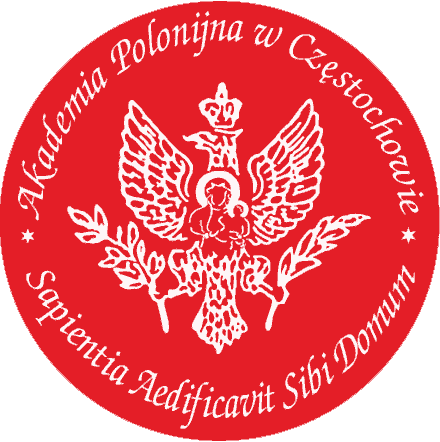 Akademia Polonijna w Częstochowie
Sapientia Aedificavit Sibi Domum